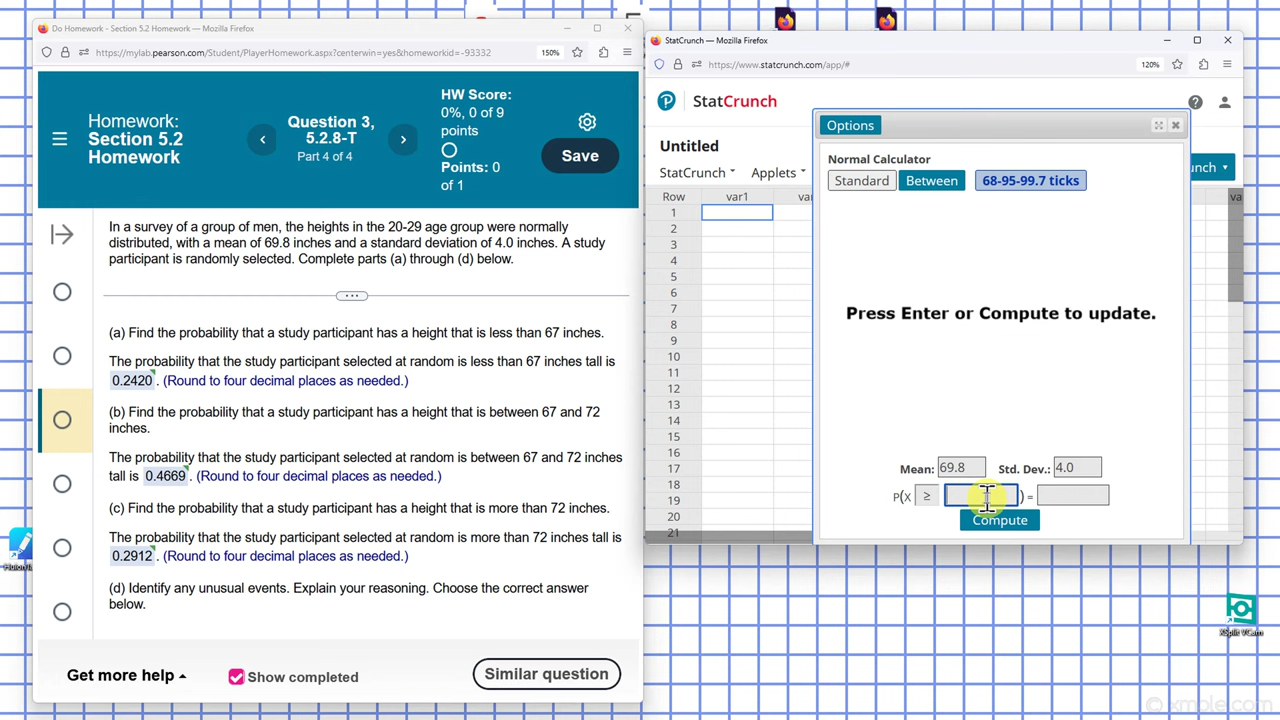 Do Homework - Section 5.2 Homework — Mozilla Firefox
https://mylab.pearson.com/Student/PlayerHomework.aspx?centerwin=yes&homeworkid=-93332
150%
Homework:
Section 5.2
Homework
Question 3,
5.2.8-T
Part 4 of 4
HW Score:
0%, 0 of 9
points
Points: 0
of 1
Save
In a survey of a group of men, the heights in the 20-29 age group were normally
distributed, with a mean of 69.8 inches and a standard deviation of 4.0 inches. A study
participant is randomly selected. Complete parts (a) through (d) below.
(a) Find the probability that a study participant has a height that is less than 67 inches.
The probability that the study participant selected at random is less than 67 inches tall is
0.2420. (Round to four decimal places as needed.)
(b) Find the probability that a study participant has a height that is between 67 and 72
inches.
The probability that the study participant selected at random is between 67 and 72 inches
tall is 0.4669. (Round to four decimal places as needed.)
(c) Find the probability that a study participant has a height that is more than 72 inches.
The probability that the study participant selected at random is more than 72 inches tall is
0.2912. (Round to four decimal places as needed.)
(d) Identify any unusual events. Explain your reasoning. Choose the correct answer
below.
Get more help
Show completed
Similar question
StatCrunch — Mozilla Firefox
https://www.statcrunch.com/app/#
120%
StatCrunch
Untitled
StatCrunch
Applets
nch
Row
var1
va
va
1
2
3
4
5
6
7
8
9
10
11
12
13
14
15
16
17
18
19
20
21
Options
Normal Calculator
Standard
Between
68-95-99.7 ticks
Press Enter or Compute to update.
Mean: 69.8 Std. Dev.: 4.0
P(X ≥ ) =
Compute
XSplit VCam
xmple.com